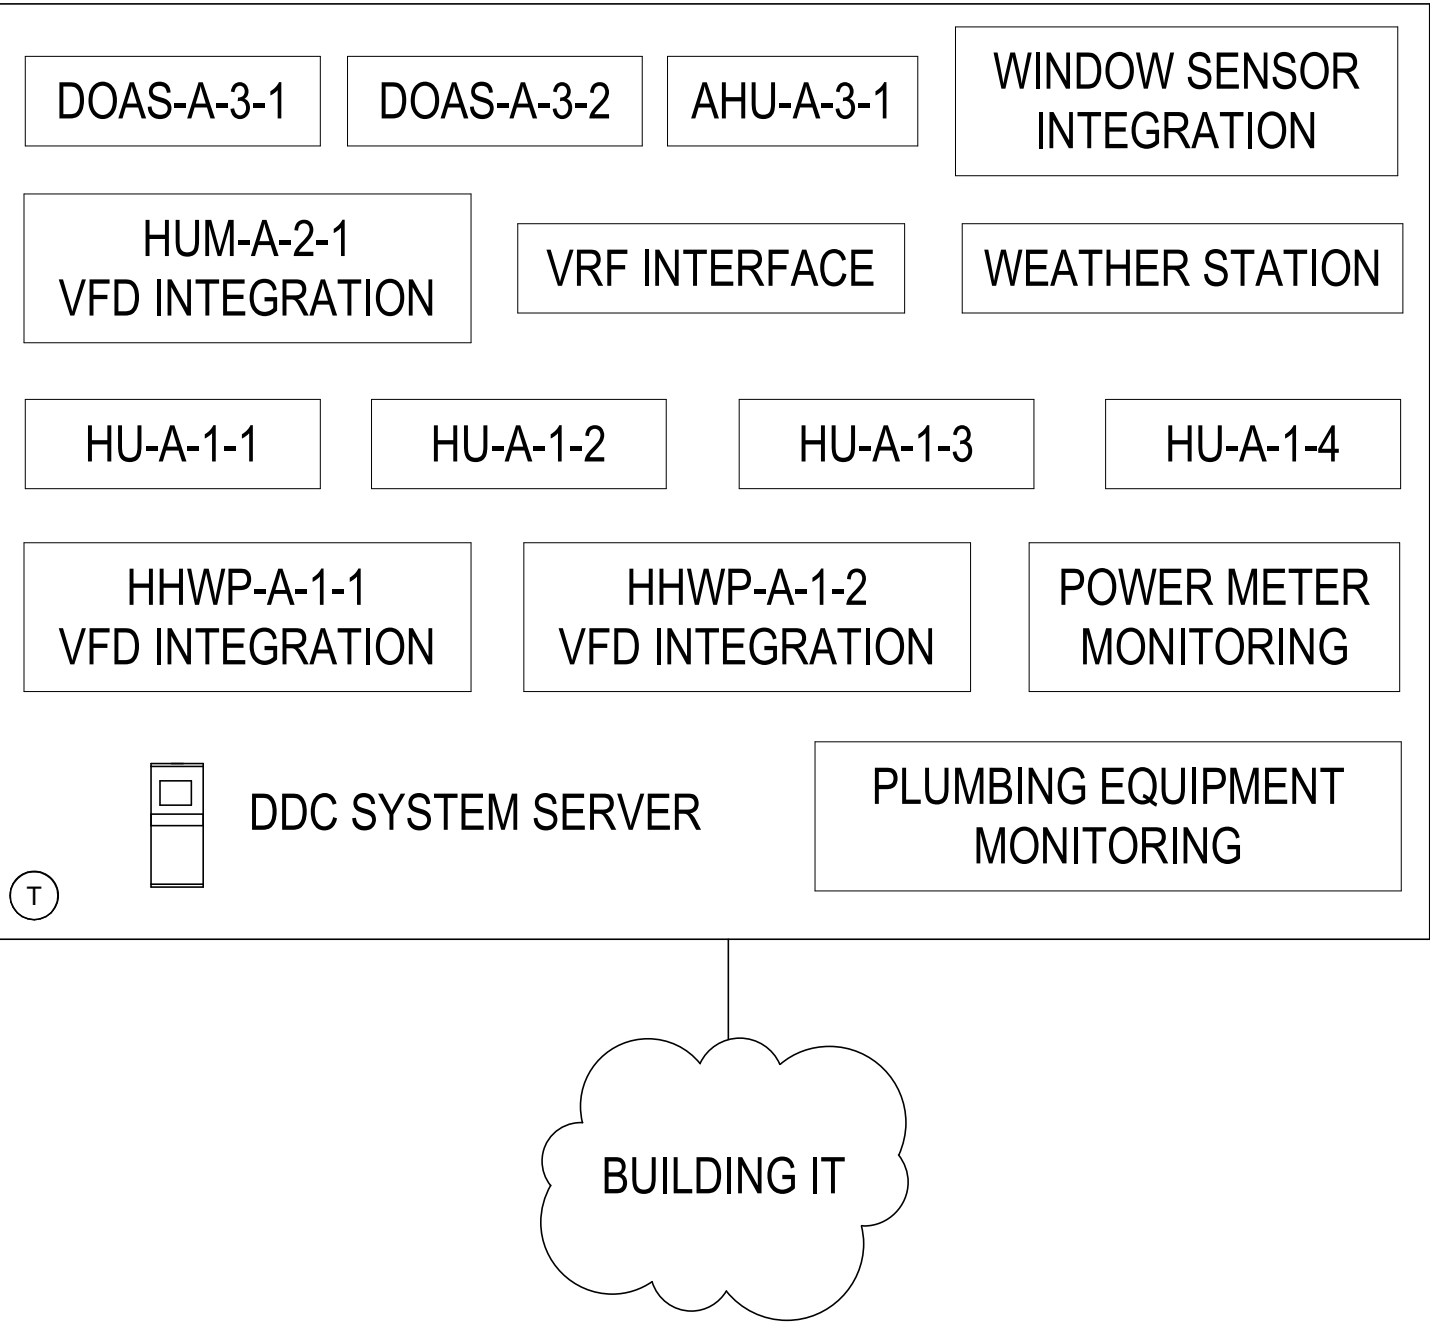 DOAS-A-3-1
DOAS-A-3-2
AHU-A-3-1
WINDOW SENSOR
INTEGRATION
HUM-A-2-1
VFD INTEGRATION
VRF INTERFACE
WEATHER STATION
HU-A-1-1
HU-A-1-2
HU-A-1-3
HU-A-1-4
HHWP-A-1-1
VFD INTEGRATION
HHWP-A-1-2
VFD INTEGRATION
POWER METER
MONITORING
DDC SYSTEM SERVER
PLUMBING EQUIPMENT
MONITORING
T
BUILDING IT